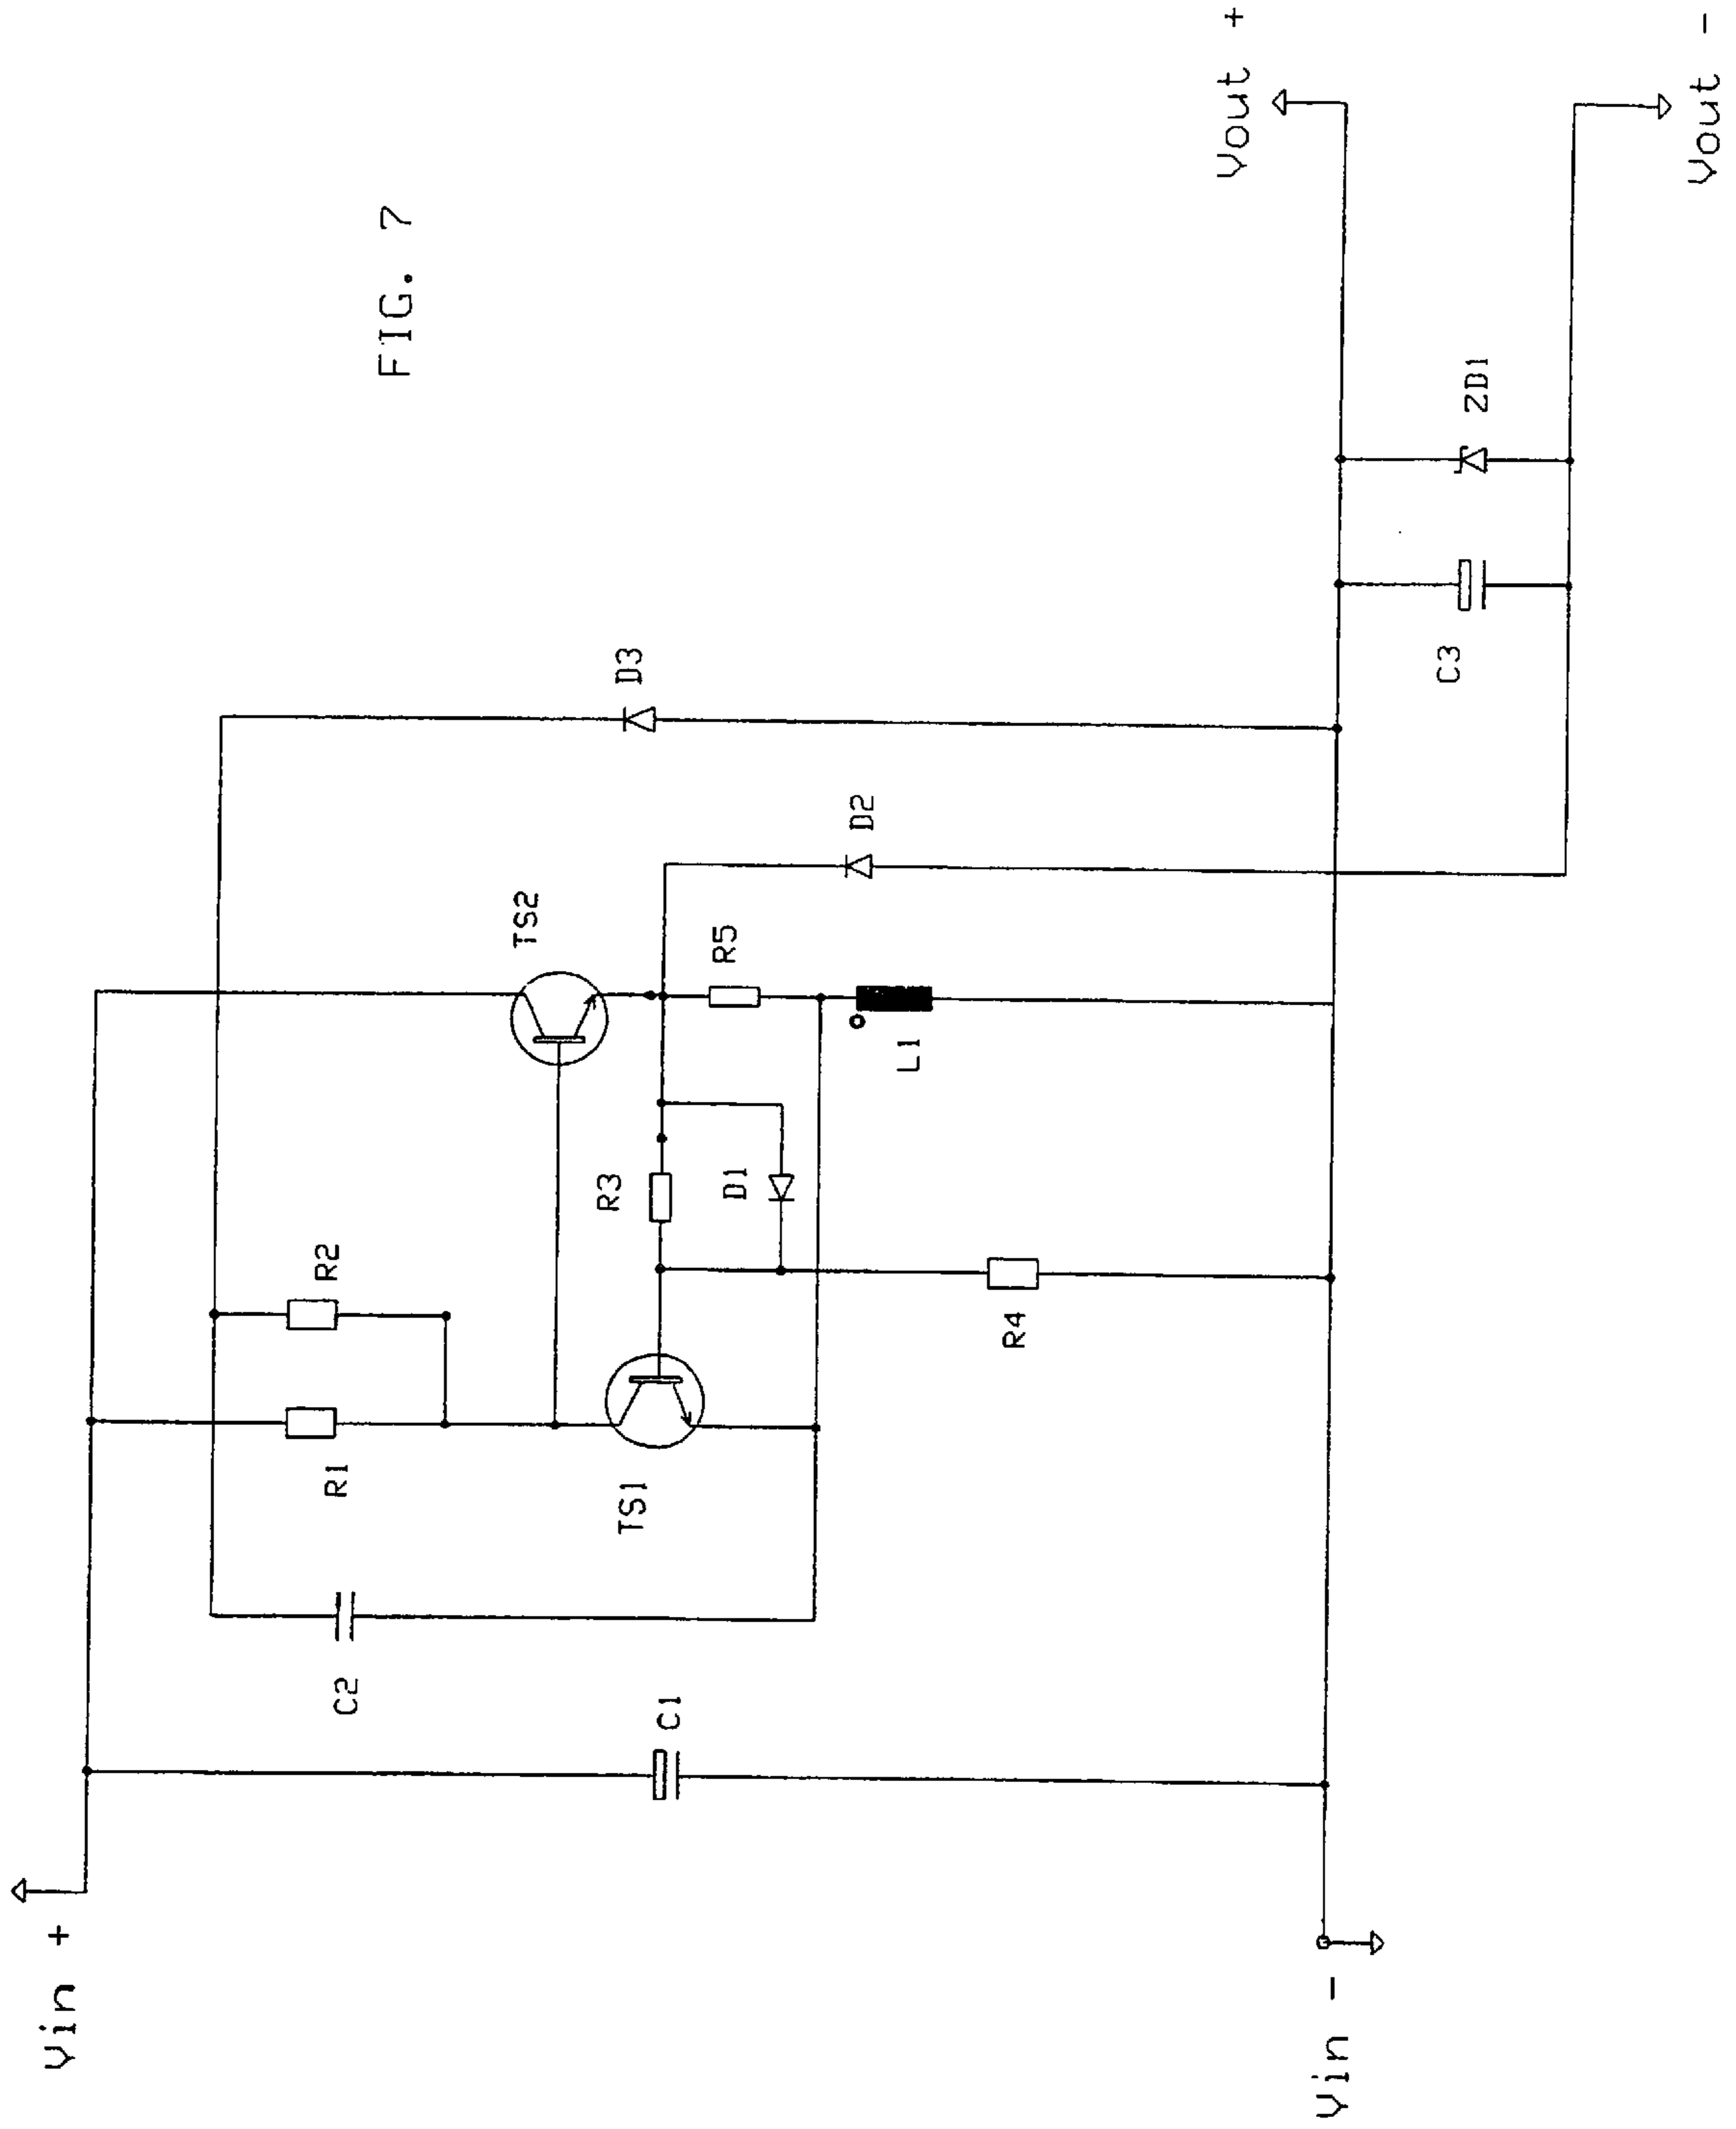 FIG. 7
Vin +
Vin -
Vout +
Vout -
C1
C2
R1
R2
TS1
TS2
R3
D1
R4
R5
L1
D2
D3
C3
ZD1